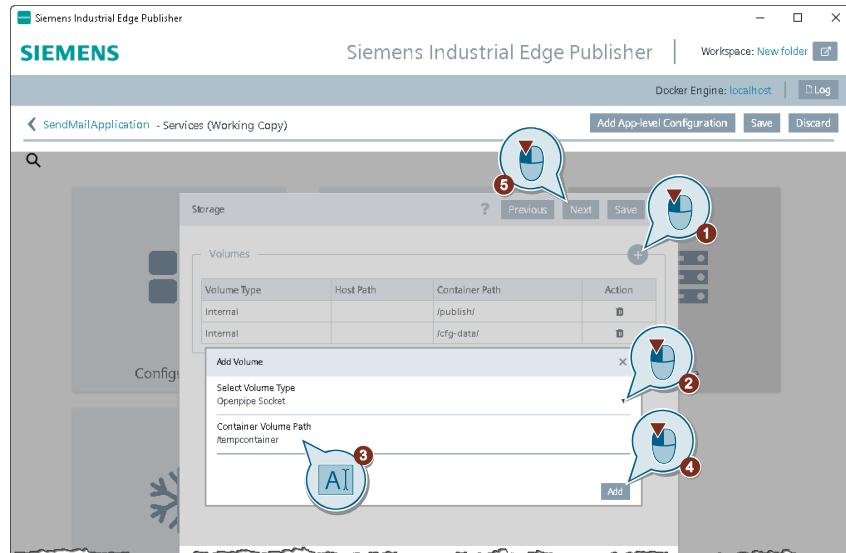 Siemens Industrial Edge Publisher
SIEMENS
Siemens Industrial Edge Publisher
Workspace: New folder
Docker Engine: localhost
Log
SendMailApplication - Services (Working Copy)
Add App-level Configuration
Save
Discard
5
Storage
?
Previous
Next
Save
1
Volumes
Volume Type Host Path Container Path Action
Internal /publish/
Internal /cfg-data/
Add Volume
Config
Select Volume Type
Openpipe Socket
2
Container Volume Path
/tempcontainer
3
AI
4
Add